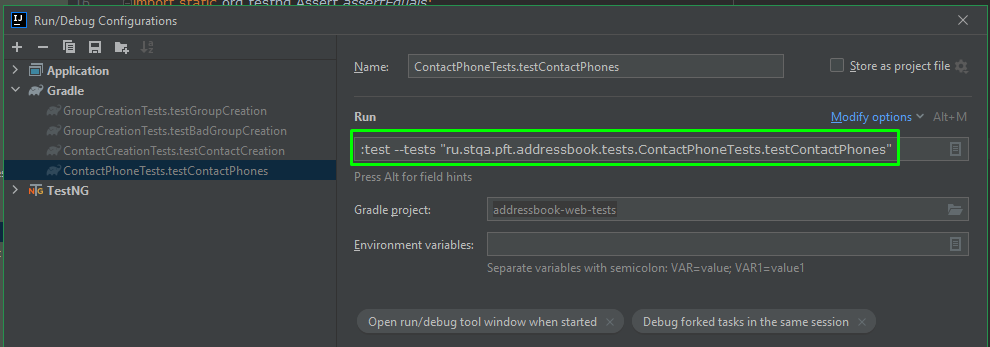 import static org.testng.Assert.assertEquals;
Run/Debug Configurations
Application
Gradle
GroupCreationTests.testGroupCreation
GroupCreationTests.testBadGroupCreation
ContactCreationTests.testContactCreation
ContactPhoneTests.testContactPhones
TestNG
Name: ContactPhoneTests.testContactPhones Store as project file
Run Modify options Alt+M
:test --tests "ru.stqa.pft.addressbook.tests.ContactPhoneTests.testContactPhones"
Press Alt for field hints
Gradle project: addressbook-web-tests
Environment variables:
Separate variables with semicolon: VAR=value; VAR1=value1
Open run/debug tool window when started × Debug forked tasks in the same session ×